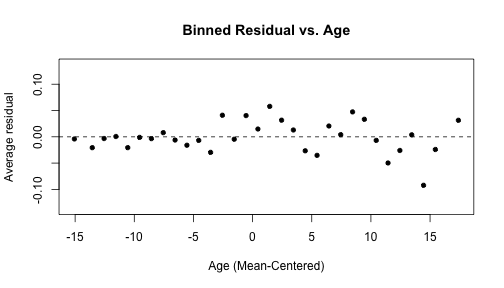 Binned Residual vs. Age
Average residual
0.10
0.00
-0.10
-15 -10 -5 0 5 10 15
Age (Mean-Centered)